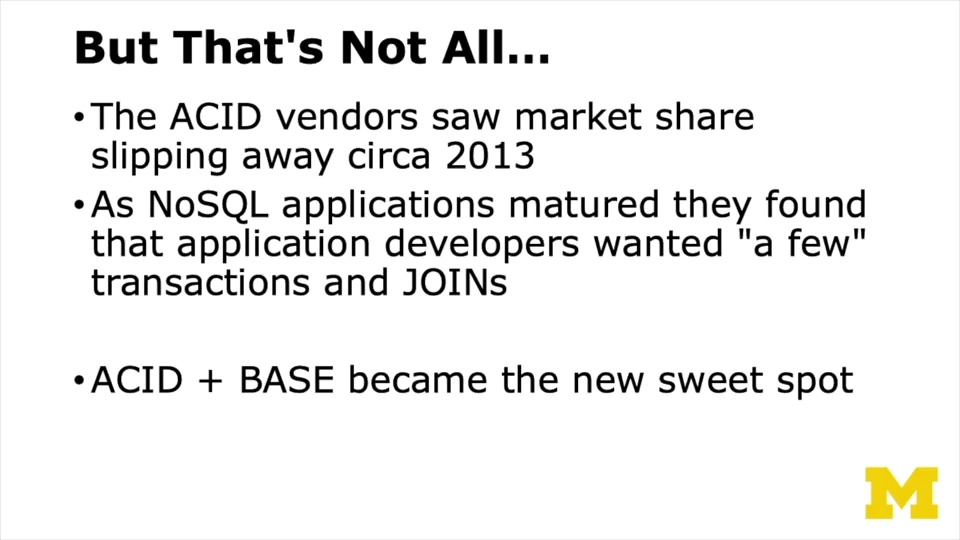 But That's Not All...
•The ACID vendors saw market share
slipping away circa 2013
•As NoSQL applications matured they found
that application developers wanted "a few"
transactions and JOINs
•ACID + BASE became the new sweet spot
M